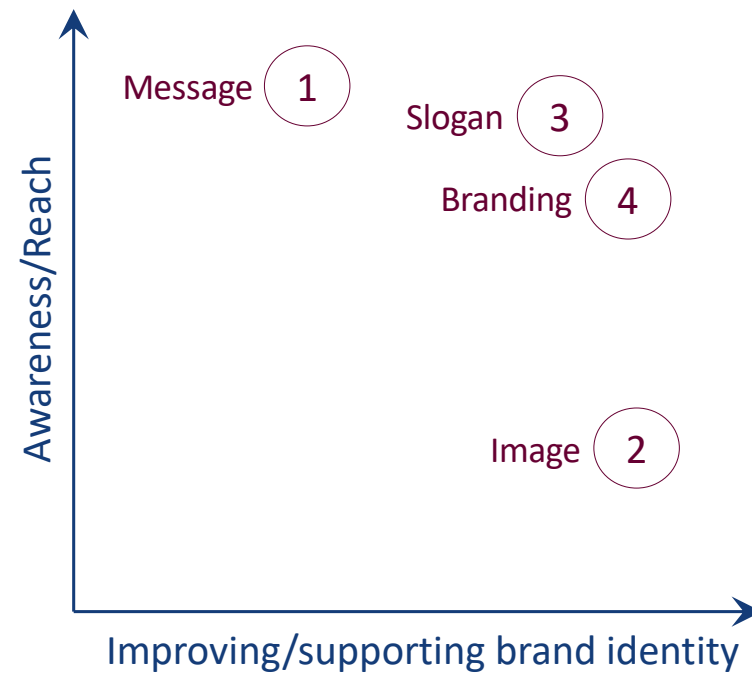 Message 1
Slogan 3
Branding 4
Image 2
Awareness/Reach
Improving/supporting brand identity